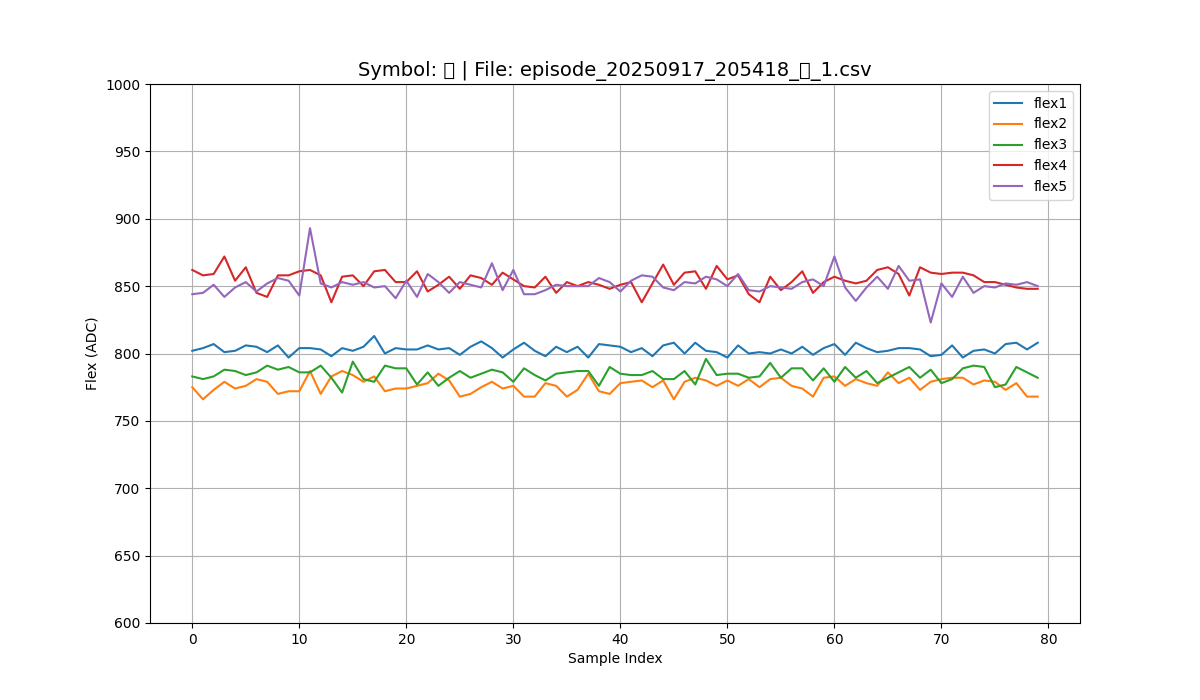 Symbol: | File: episode_20250917_205418_ _1.csv
1000
950
900
850
800
750
700
650
600
Flex (ADC)
0 10 20 30 40 50 60 70 80
Sample Index
flex1
flex2
flex3
flex4
flex5